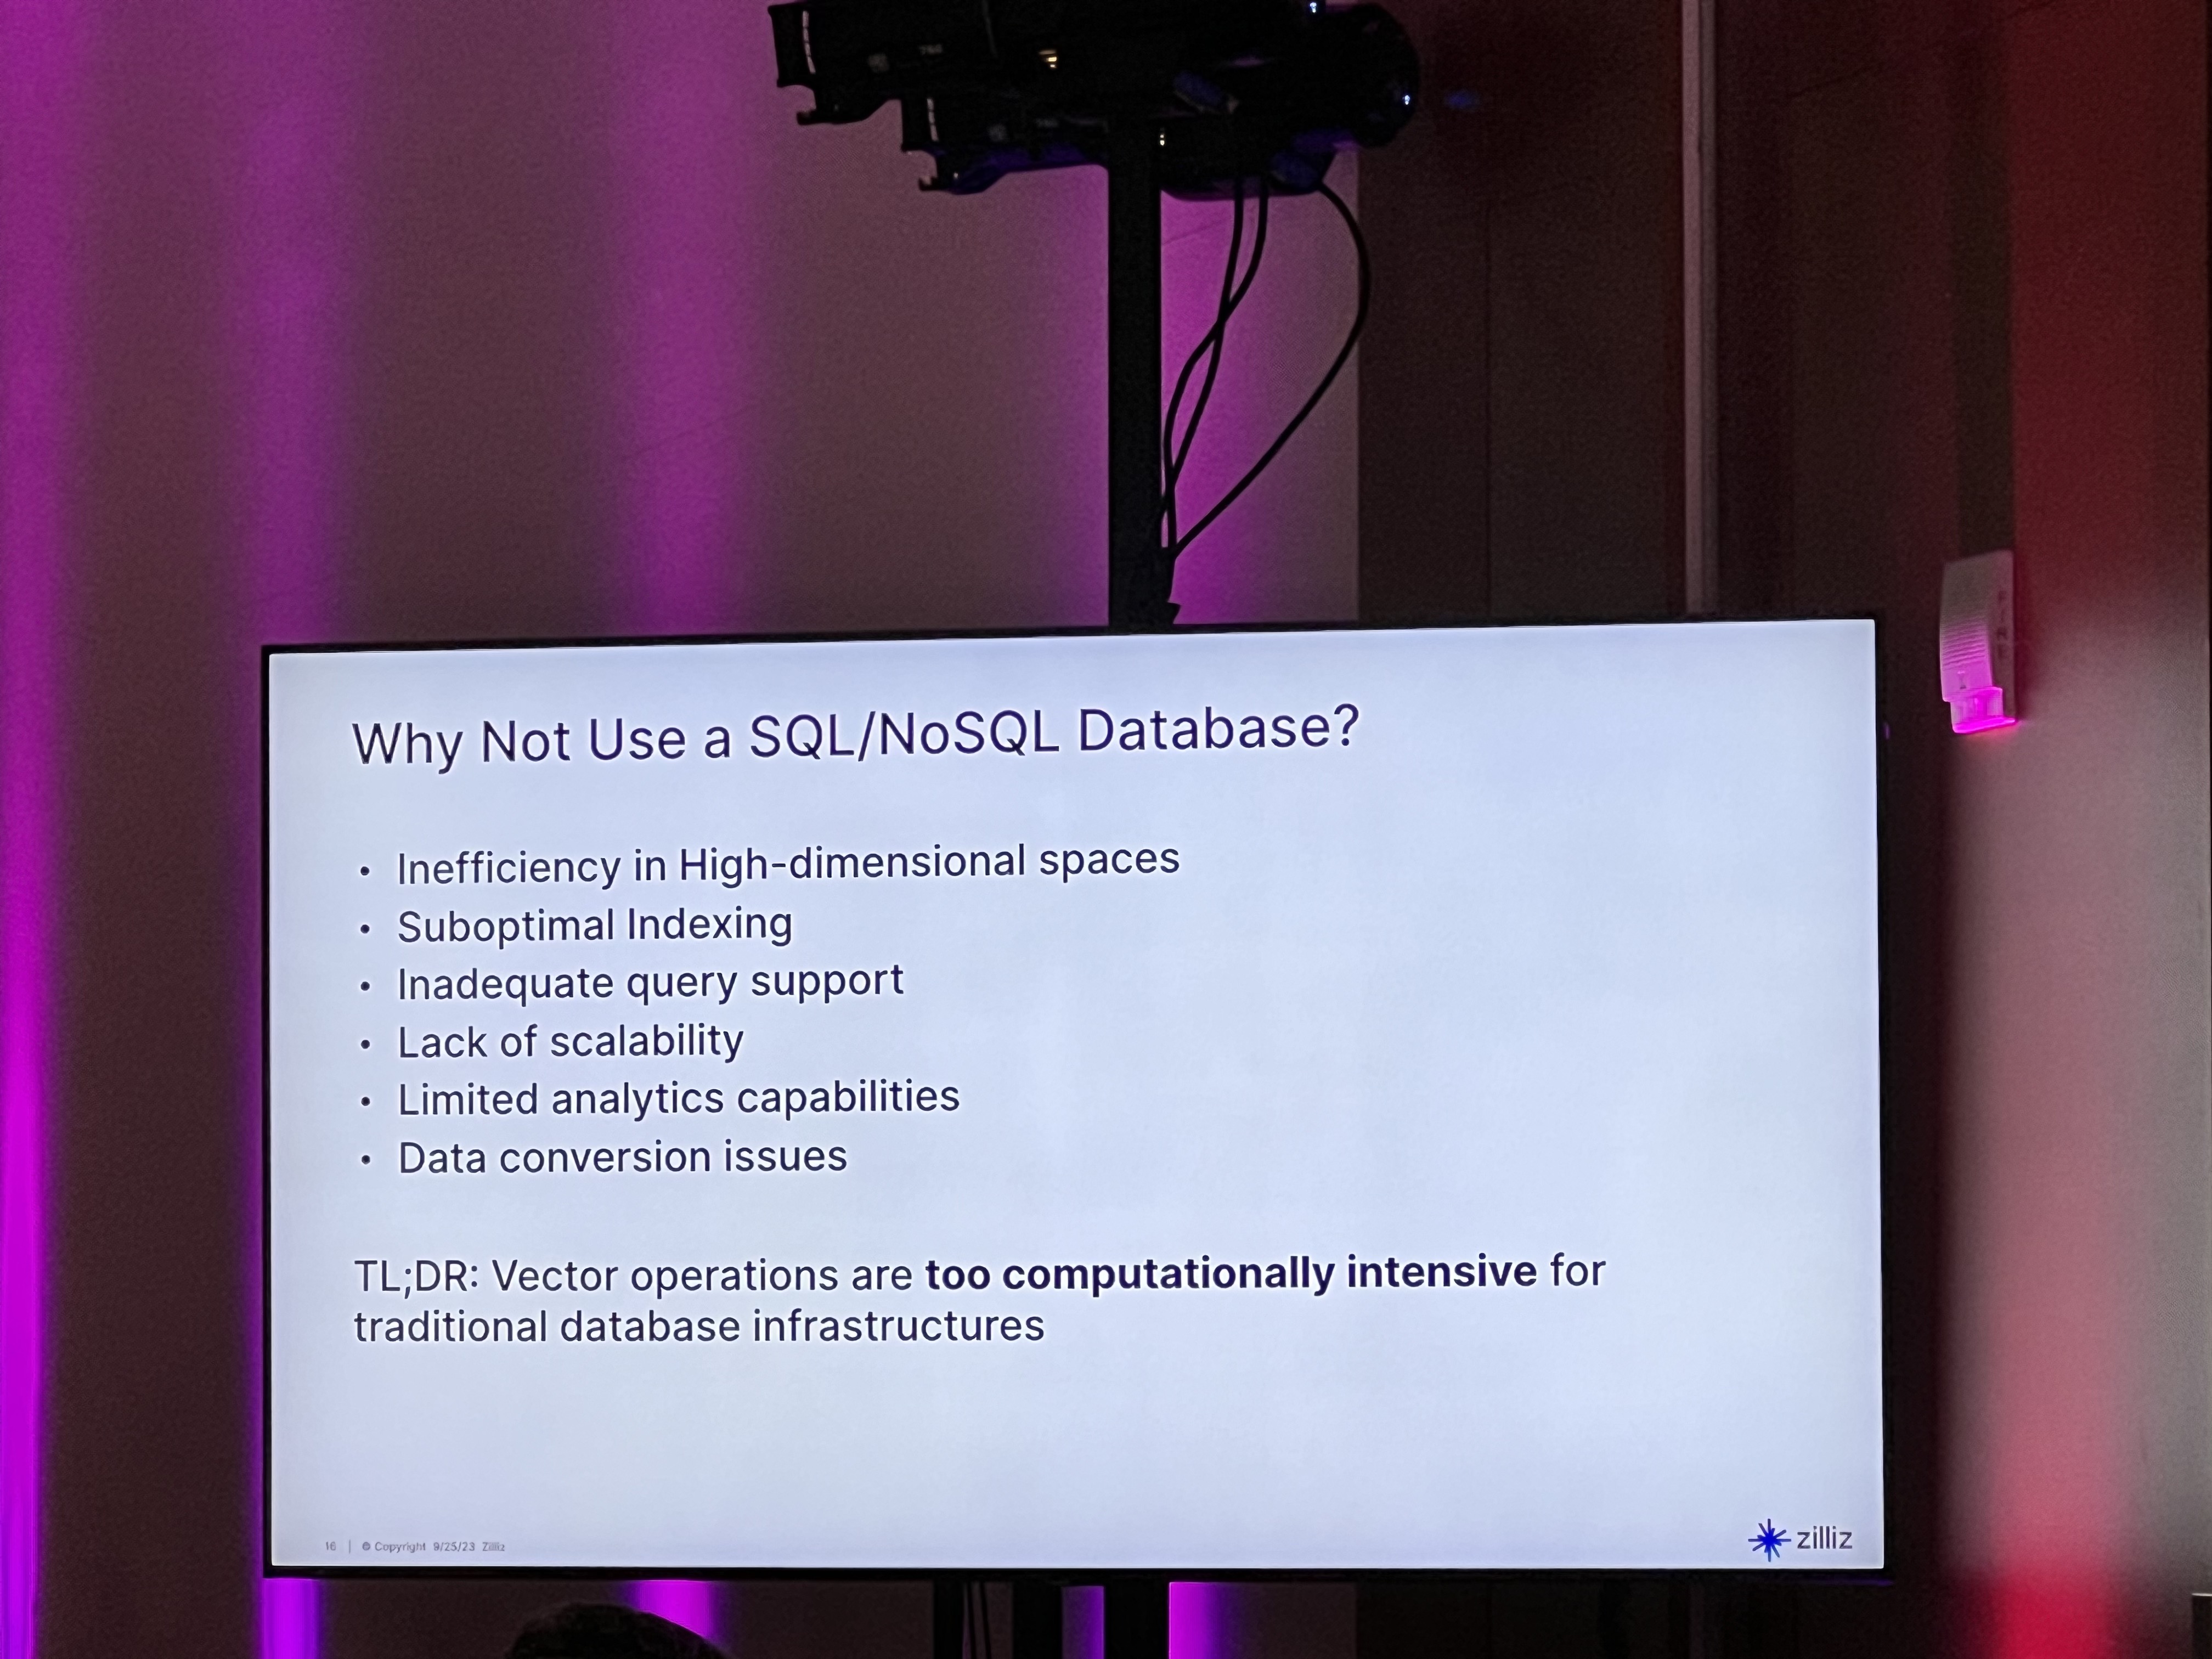 Why Not Use a SQL/NoSQL Database?
• Inefficiency in High-dimensional spaces
• Suboptimal Indexing
• Inadequate query support
• Lack of scalability
• Limited analytics capabilities
• Data conversion issues
TL;DR: Vector operations are too computationally intensive for
traditional database infrastructures
16 | © Copyright 9/25/23 Zilliz
zilliz